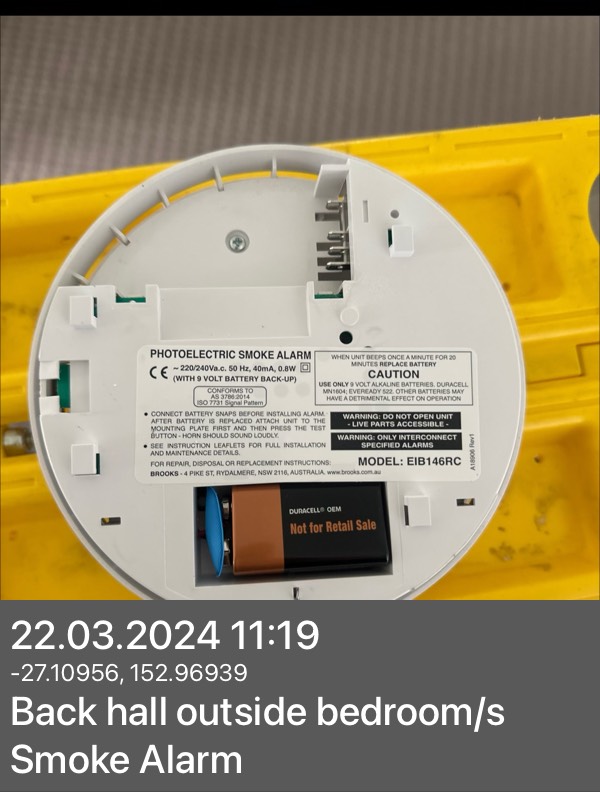 PHOTOELECTRIC SMOKE ALARM
CE ~ 220/240Va.c. 50 Hz, 40mA, 0.8W
(WITH 9 VOLT BATTERY BACK-UP)
CONFORMS TO
AS 3786:2014
ISO 7731 Signal Pattern
• CONNECT BATTERY SNAPS BEFORE INSTALLING ALARM.
AFTER BATTERY IS REPLACED ATTACH UNIT TO THE
MOUNTING PLATE FIRST AND THEN PRESS THE TEST
BUTTON - HORN SHOULD SOUND LOUDLY.
• SEE INSTRUCTION LEAFLETS FOR FULL INSTALLATION
AND MAINTENANCE DETAILS.
FOR REPAIR, DISPOSAL OR REPLACEMENT INSTRUCTIONS:
BROOKS - 4 PIKE ST, RYDALMERE, NSW 2116, AUSTRALIA, www.brooks.com.au
WHEN UNIT BEEPS ONCE A MINUTE FOR 20
MINUTES REPLACE BATTERY
CAUTION
USE ONLY 9 VOLT ALKALINE BATTERIES. DURACELL
MN1604; EVEREADY 522. OTHER BATTERIES MAY
HAVE A DETRIMENTAL EFFECT ON OPERATION
WARNING: DO NOT OPEN UNIT
- LIVE PARTS ACCESSIBLE -
WARNING: ONLY INTERCONNECT
SPECIFIED ALARMS
MODEL: EIB146RC
A18906 Rev1
DURACELL® OEM
Not for Retail Sale
22.03.2024 11:19
-27.10956, 152.96939
Back hall outside bedroom/s
Smoke Alarm